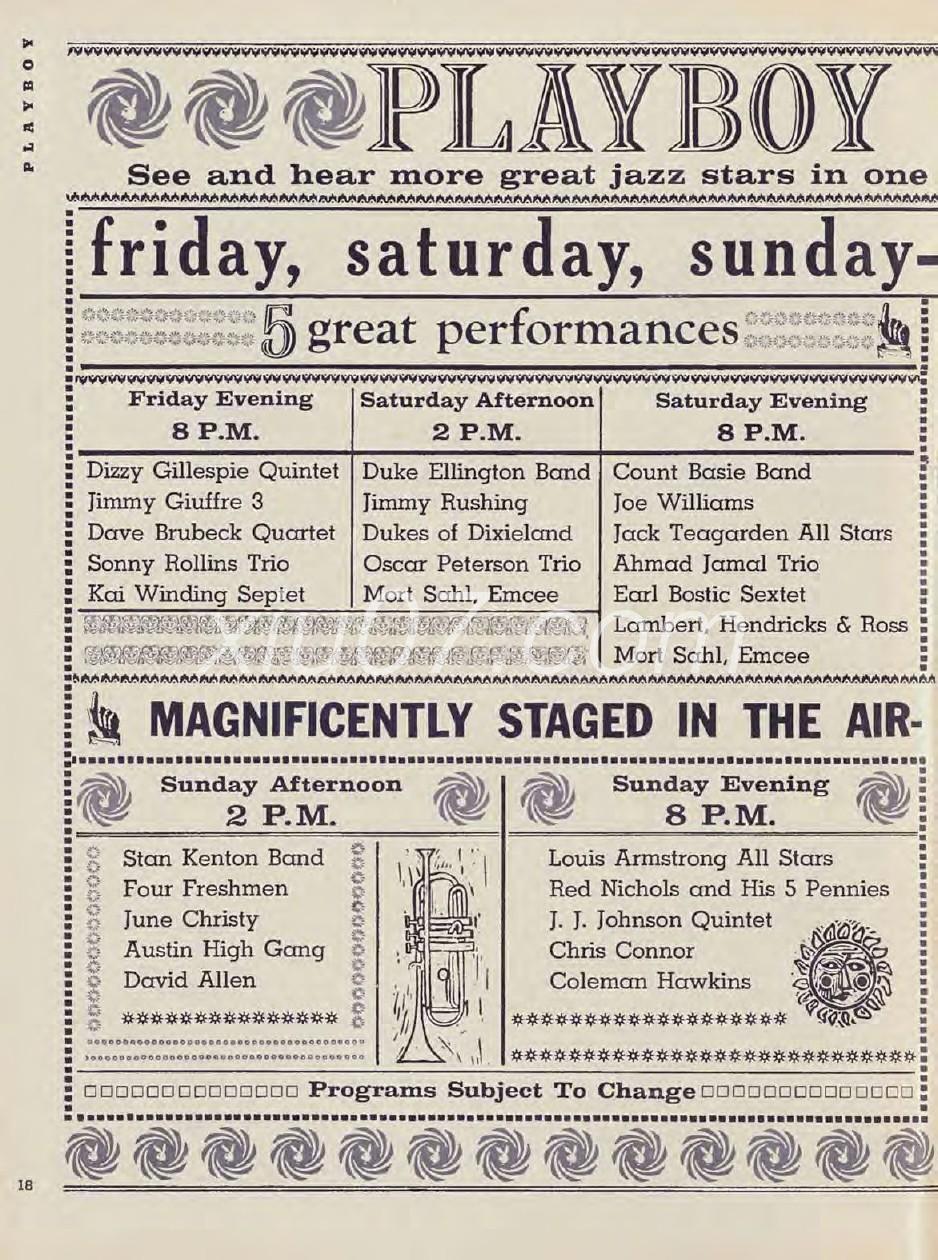 PLAYBOY
PLAYBOY
See and hear more great jazz stars in one
friday, saturday, sunday-
5 great performances
Friday Evening
8 P.M.
Dizzy Gillespie Quintet
Jimmy Giuffre 3
Dave Brubeck Quartet
Sonny Rollins Trio
Kai Winding Septet
Saturday Afternoon
2 P.M.
Duke Ellington Band
Jimmy Rushing
Dukes of Dixieland
Oscar Peterson Trio
Mort Sahl, Emcee
Saturday Evening
8 P.M.
Count Basie Band
Joe Williams
Jack Teagarden All Stars
Ahmad Jamal Trio
Earl Bostic Sextet
Lambert, Hendricks & Ross
Mort Sahl, Emcee
MAGNIFICENTLY STAGED IN THE AIR-
Sunday Afternoon
2 P.M.
Stan Kenton Band
Four Freshmen
June Christy
Austin High Gang
David Allen
Sunday Evening
8 P.M.
Louis Armstrong All Stars
Red Nichols and His 5 Pennies
J. J. Johnson Quintet
Chris Connor
Coleman Hawkins
Programs Subject To Change
18